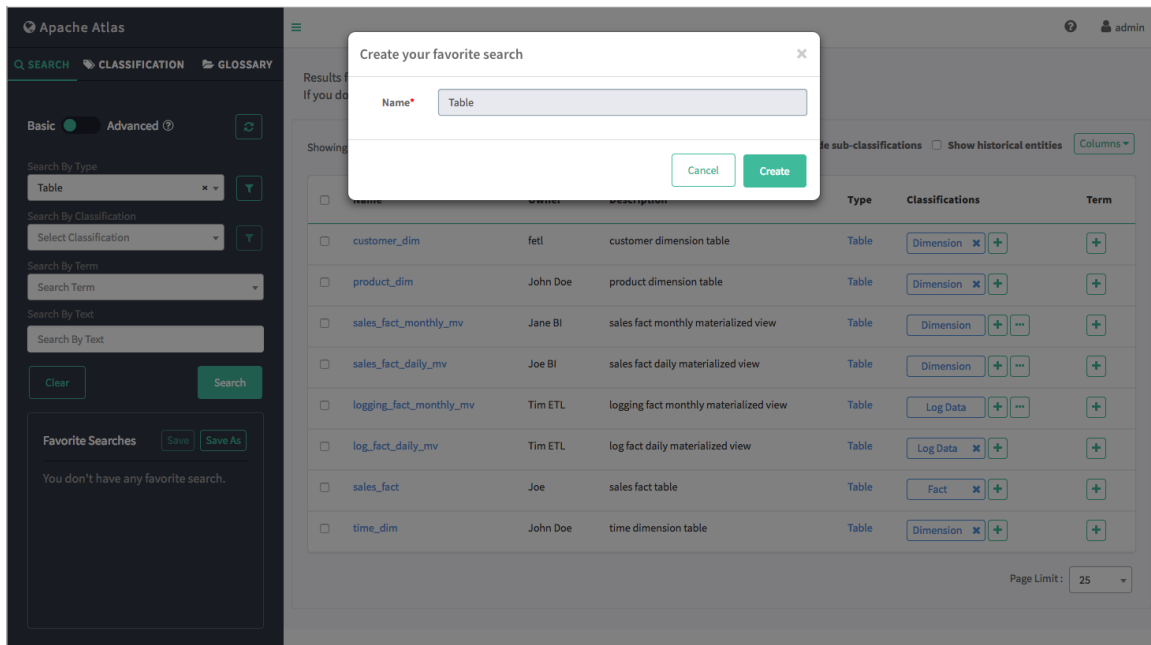 Apache Atlas
admin
SEARCH CLASSIFICATION GLOSSARY
Create your favorite search ×
Results f
If you do
Name* Table
Basic Advanced
Cancel Create
Showing
de sub-classifications Show historical entities Columns
Search By Type
Table
Search By Classification
Select Classification
Search By Term
Search Term
Search By Text
Search By Text
Clear Search
Favorite Searches Save Save As
You don't have any favorite search.
Name Owner Description Type Classifications Term
customer_dim fetl customer dimension table Table Dimension
product_dim John Doe product dimension table Table Dimension
sales_fact_monthly_mv Jane BI sales fact monthly materialized view Table Dimension
sales_fact_daily_mv Joe BI sales fact daily materialized view Table Dimension
logging_fact_monthly_mv Tim ETL logging fact monthly materialized view Table Log Data
log_fact_daily_mv Tim ETL log fact daily materialized view Table Log Data
sales_fact Joe sales fact table Table Fact
time_dim John Doe time dimension table Table Dimension
Page Limit : 25